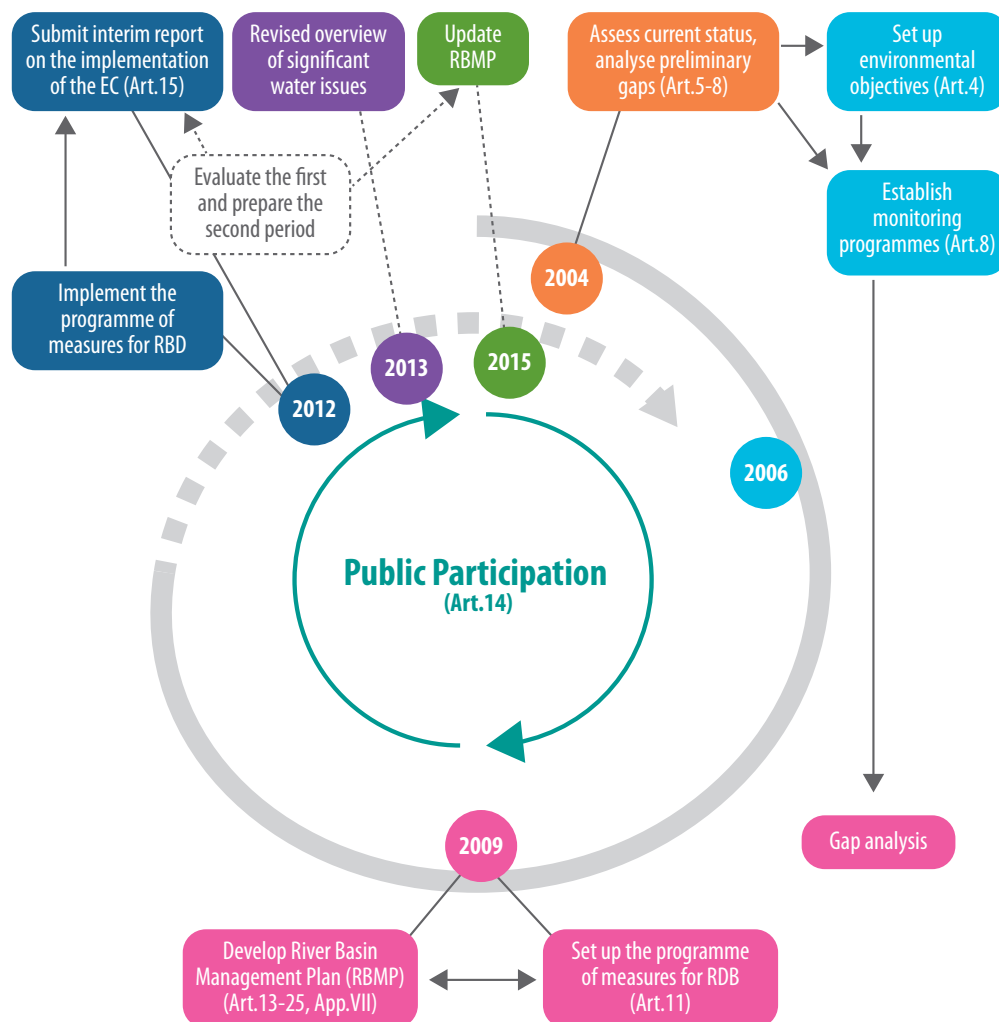 Submit interim report
on the implementation
of the EC (Art.15)
Revised overview
of significant
water issues
Update
RBMP
Assess current status,
analyse preliminary
gaps (Art.5-8)
Set up
environmental
objectives (Art.4)
Evaluate the first
and prepare the
second period
Establish
monitoring
programmes (Art.8)
Implement the
programme of
measures for RBD
2004
2012
2013
2015
2006
Public Participation
(Art.14)
2009
Gap analysis
Develop River Basin
Management Plan (RBMP)
(Art.13-25, App.VII)
Set up the programme
of measures for RDB
(Art.11)